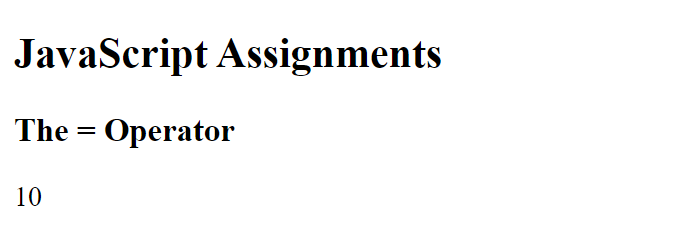 JavaScript Assignments
The = Operator
10